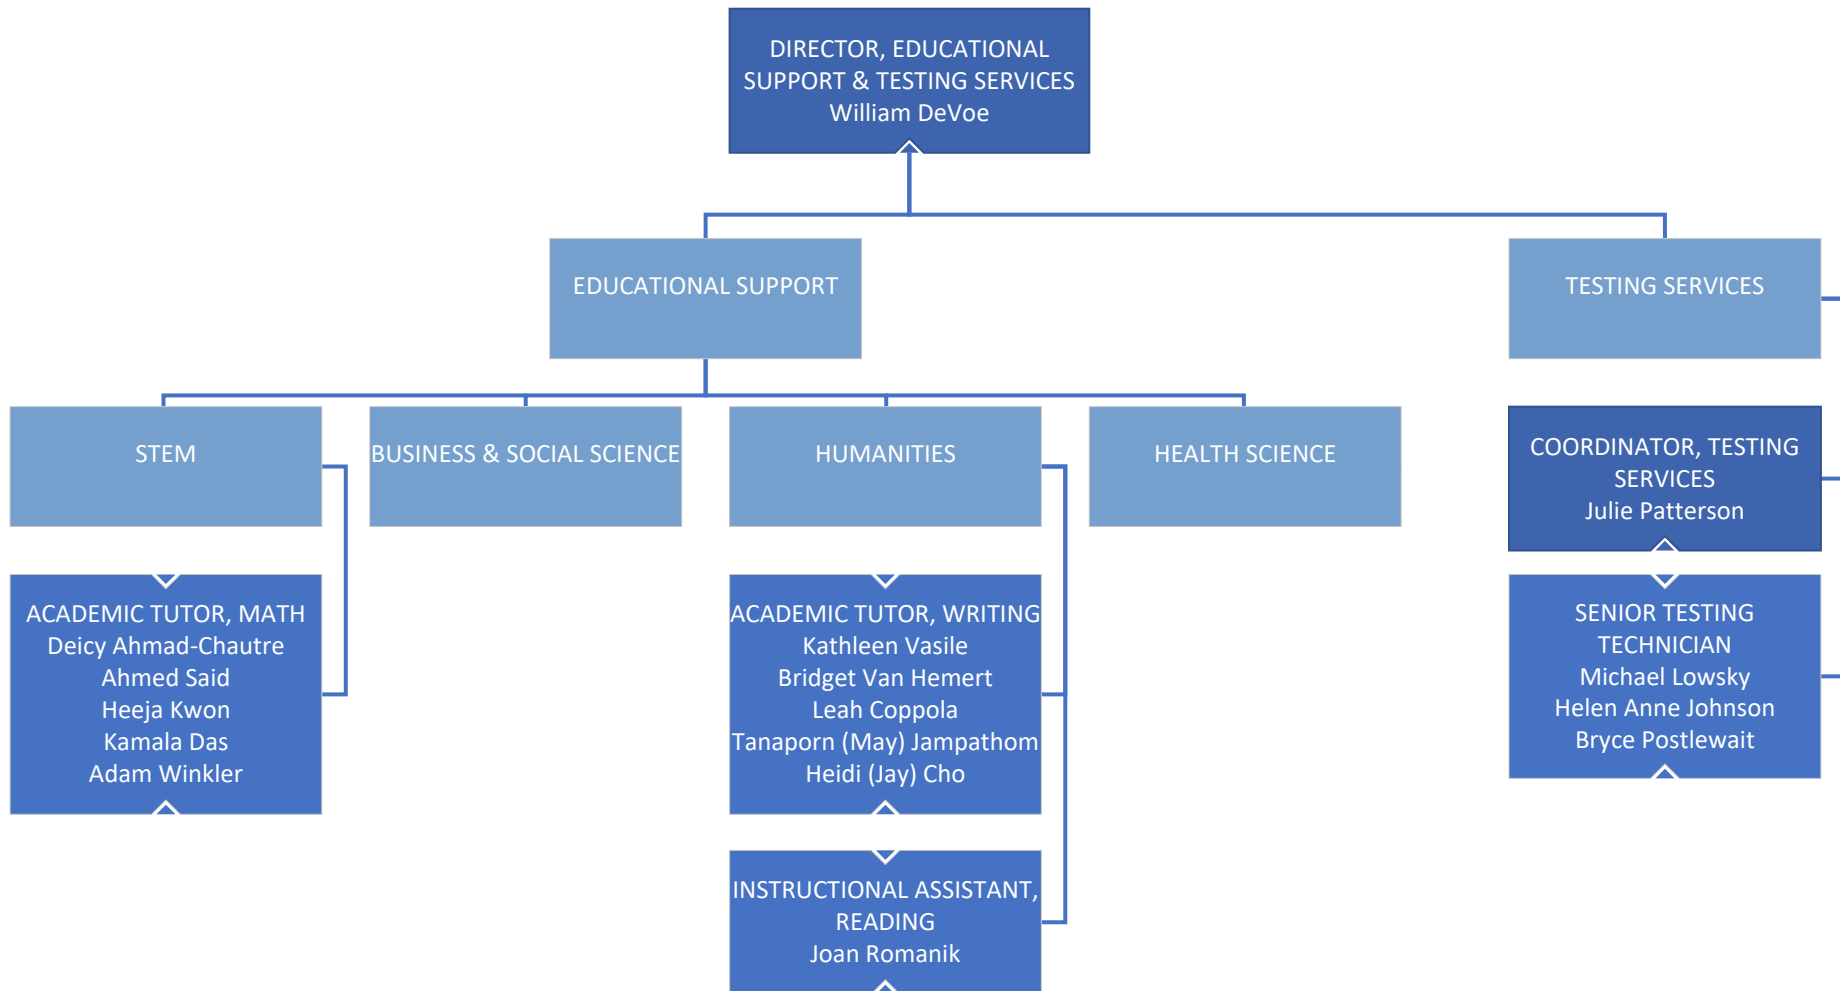 DIRECTOR, EDUCATIONAL
SUPPORT & TESTING SERVICES
William DeVoe
EDUCATIONAL SUPPORT
TESTING SERVICES
STEM
BUSINESS & SOCIAL SCIENCE
HUMANITIES
HEALTH SCIENCE
COORDINATOR, TESTING
SERVICES
Julie Patterson
ACADEMIC TUTOR, MATH
Deicy Ahmad-Chautre
Ahmed Said
Heeja Kwon
Kamala Das
Adam Winkler
ACADEMIC TUTOR, WRITING
Kathleen Vasile
Bridget Van Hemert
Leah Coppola
Tanaporn (May) Jampathom
Heidi (Jay) Cho
SENIOR TESTING
TECHNICIAN
Michael Lowsky
Helen Anne Johnson
Bryce Postlewait
INSTRUCTIONAL ASSISTANT,
READING
Joan Romanik